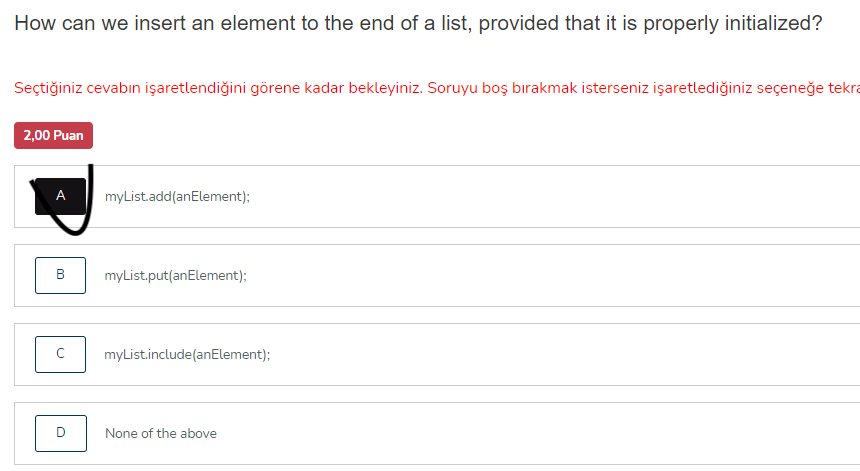 How can we insert an element to the end of a list, provided that it is properly initialized?
Seçtiğiniz cevabın işaretlendiğini görene kadar bekleyiniz. Soruyu boş bırakmak isterseniz işaretlediğiniz seçeneğe
2,00 Puan
A myList.add(anElement);
B myList.put(anElement);
C myList.include(anElement);
D None of the above